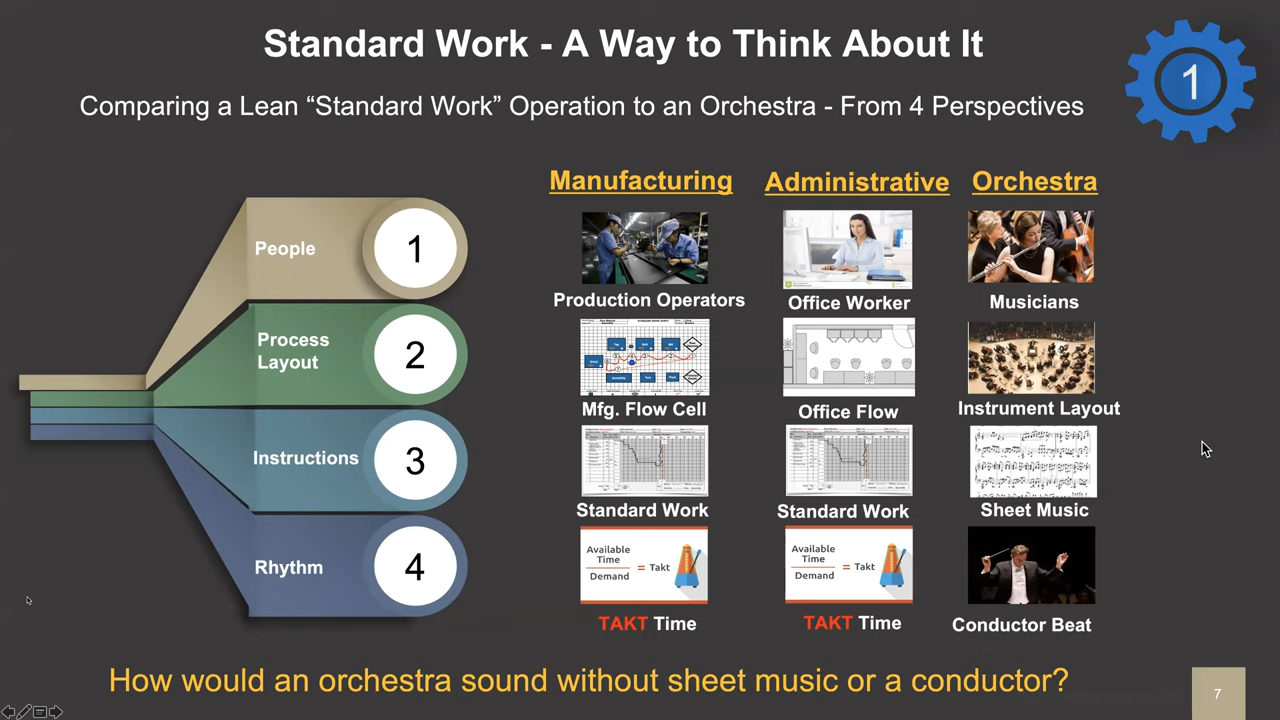 Standard Work - A Way to Think About It
1
Comparing a Lean “Standard Work” Operation to an Orchestra - From 4 Perspectives
Manufacturing
Administrative
Orchestra
People
1
Production Operators
Office Worker
Musicians
Process
Layout
2
Mfg. Flow Cell
Office Flow
Instrument Layout
Instructions
3
Standard Work
Standard Work
Sheet Music
Rhythm
4
Available
Time
Demand
= Takt
TAKT Time
Available
Time
Demand
= Takt
TAKT Time
Conductor Beat
How would an orchestra sound without sheet music or a conductor?
7